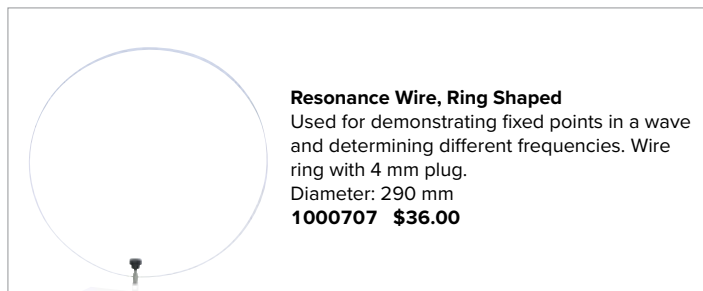 Resonance Wire, Ring Shaped
Used for demonstrating fixed points in a wave
and determining different frequencies. Wire
ring with 4 mm plug.
Diameter: 290 mm
1000707   $36.00